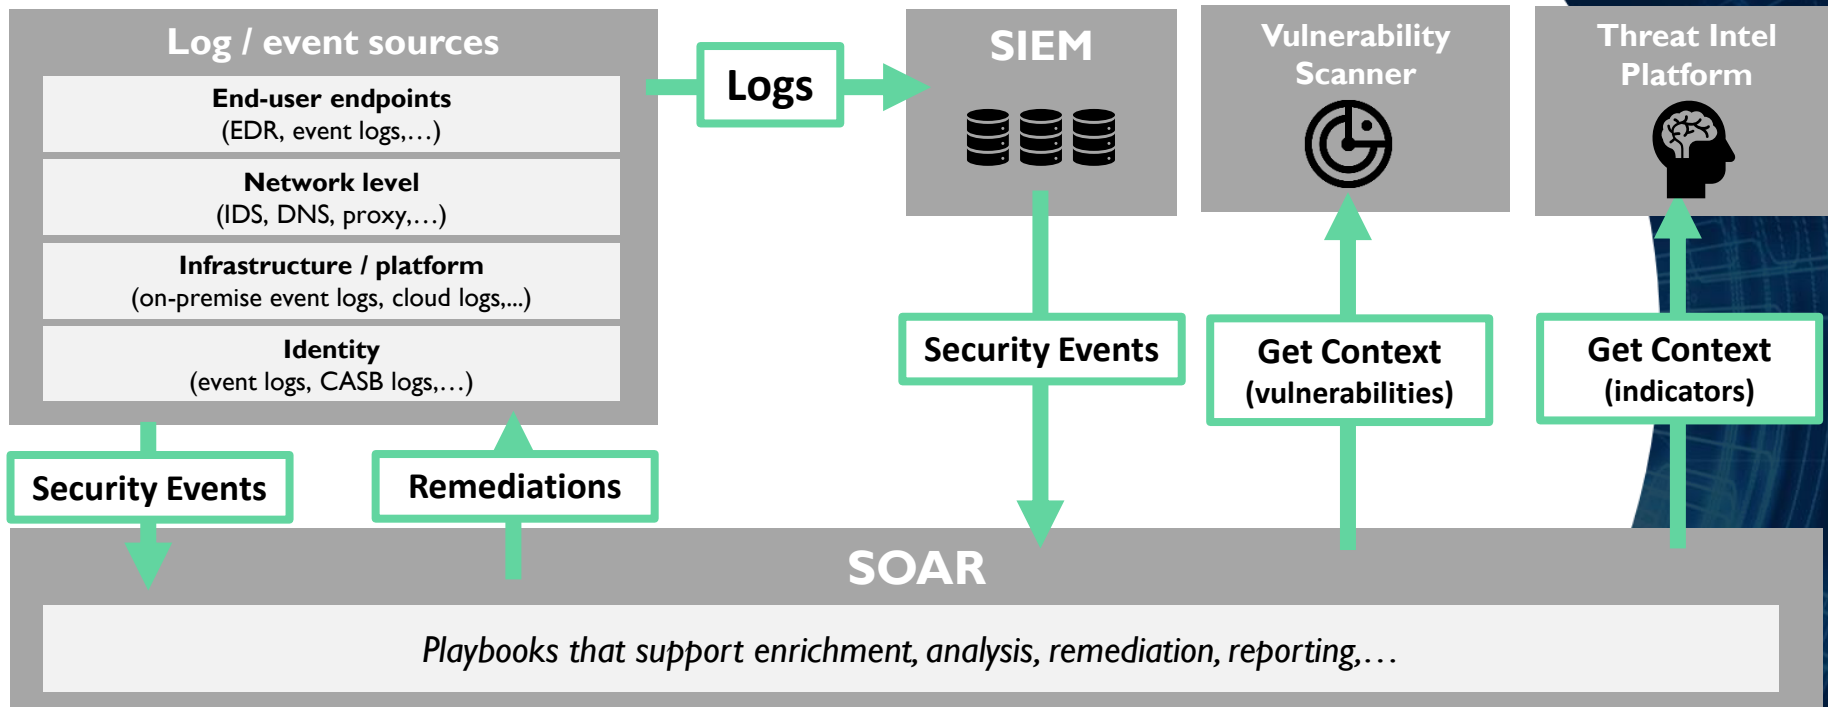 Log / event sources
End-user endpoints
(EDR, event logs,…)
Network level
(IDS, DNS, proxy,…)
Infrastructure / platform
(on-premise event logs, cloud logs,...)
Identity
(event logs, CASB logs,…)
Logs
SIEM
Vulnerability
Scanner
Threat Intel
Platform
Security Events
Remediations
Security Events
Get Context
(vulnerabilities)
Get Context
(indicators)
SOAR
Playbooks that support enrichment, analysis, remediation, reporting,…